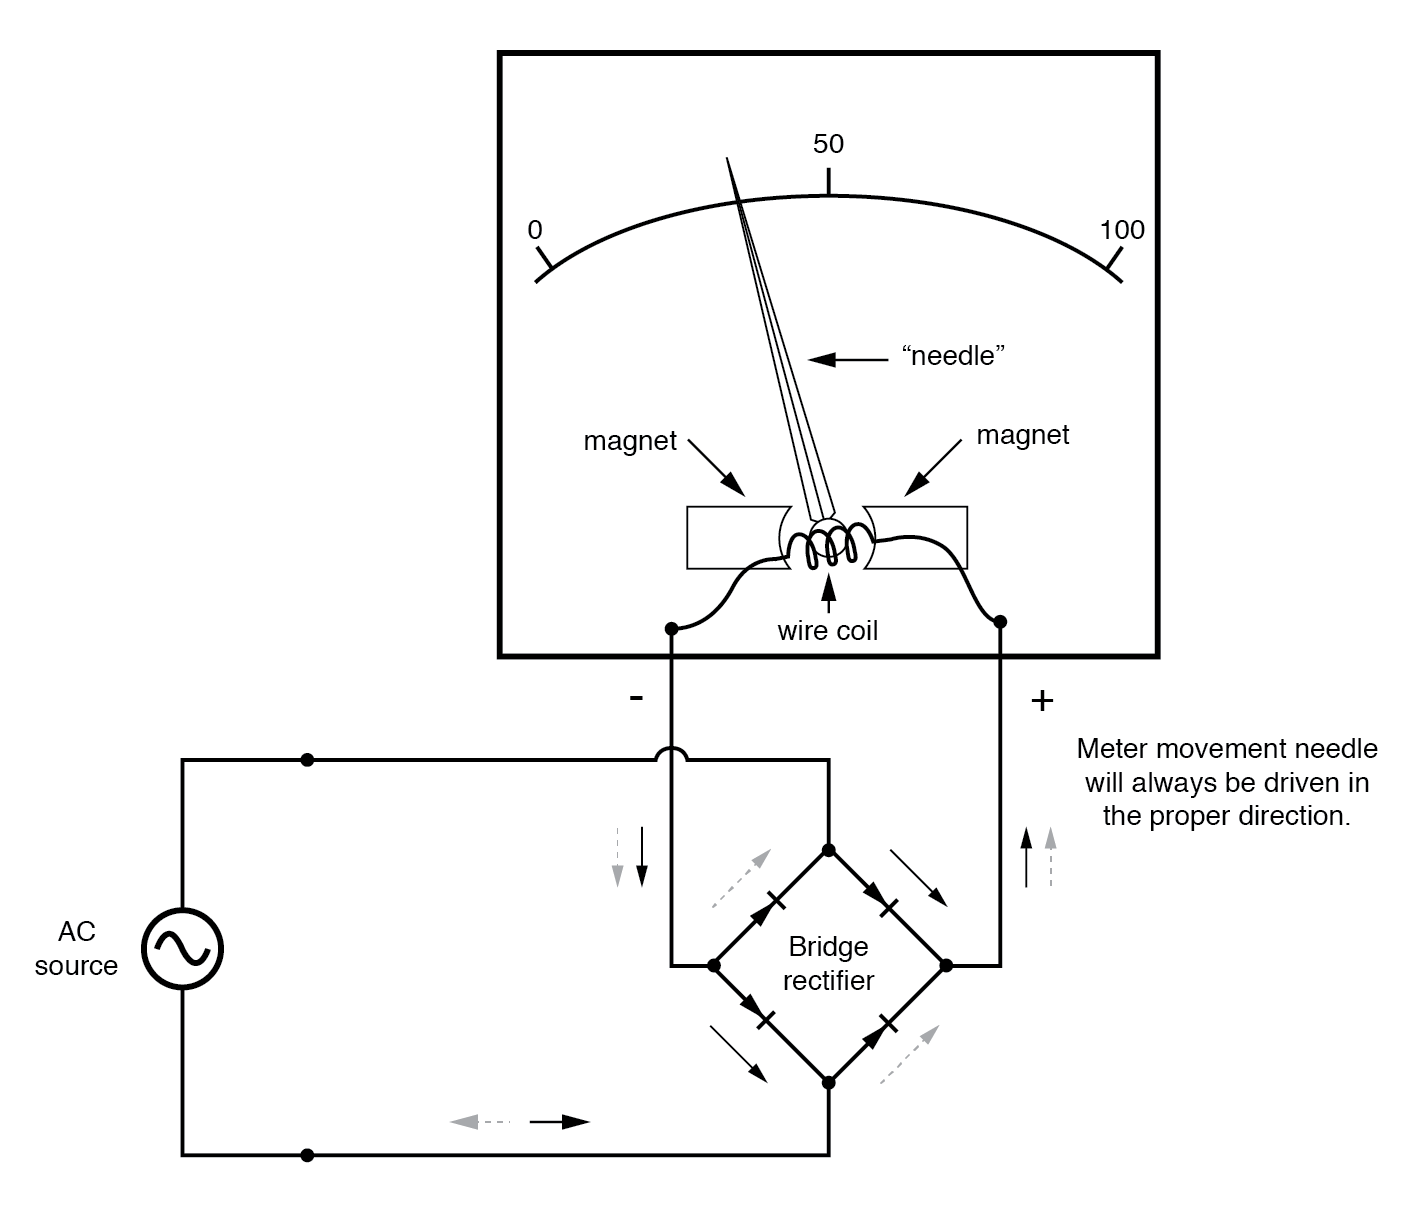 50
0
100
“needle”
magnet
magnet
wire coil
-
+
Meter movement needle
will always be driven in
the proper direction.
AC
source
Bridge
rectifier